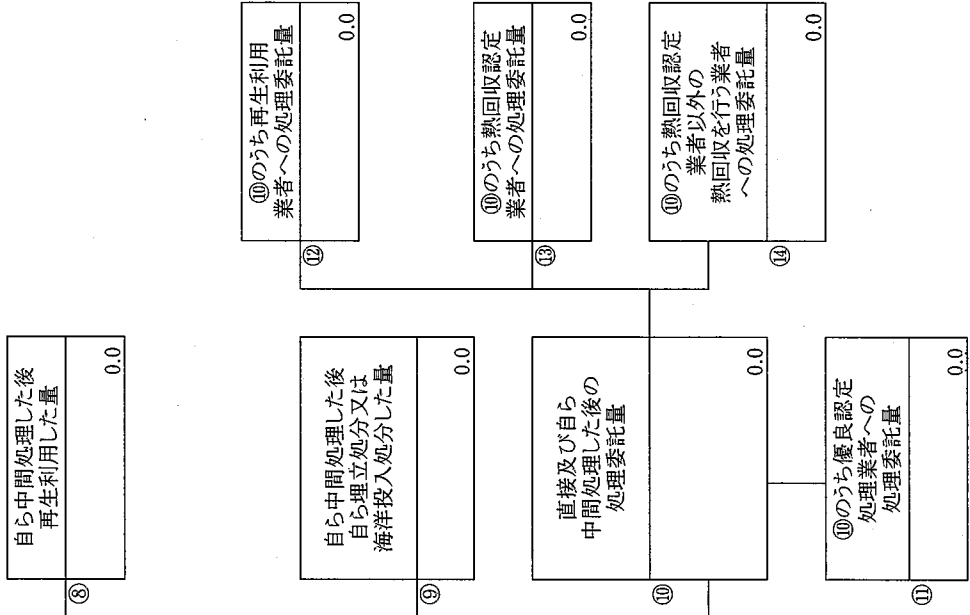 ⑧
自ら中間処理した後
再生利用した量
0.0
⑨
自ら中間処理した後
自ら埋立処分又は
海洋投入処分した量
0.0
⑩
直接及び自ら
中間処理した後の
処理委託量
0.0
⑪
⑩のうち優良認定
処理業者への
処理委託量
0.0
⑫
⑩のうち再生利用
業者への処理委託量
0.0
⑬
⑩のうち熱回収認定
業者への処理委託量
0.0
⑭
⑩のうち熱回収認定
業者以外の
熱回収を行う業者
への処理委託量
0.0